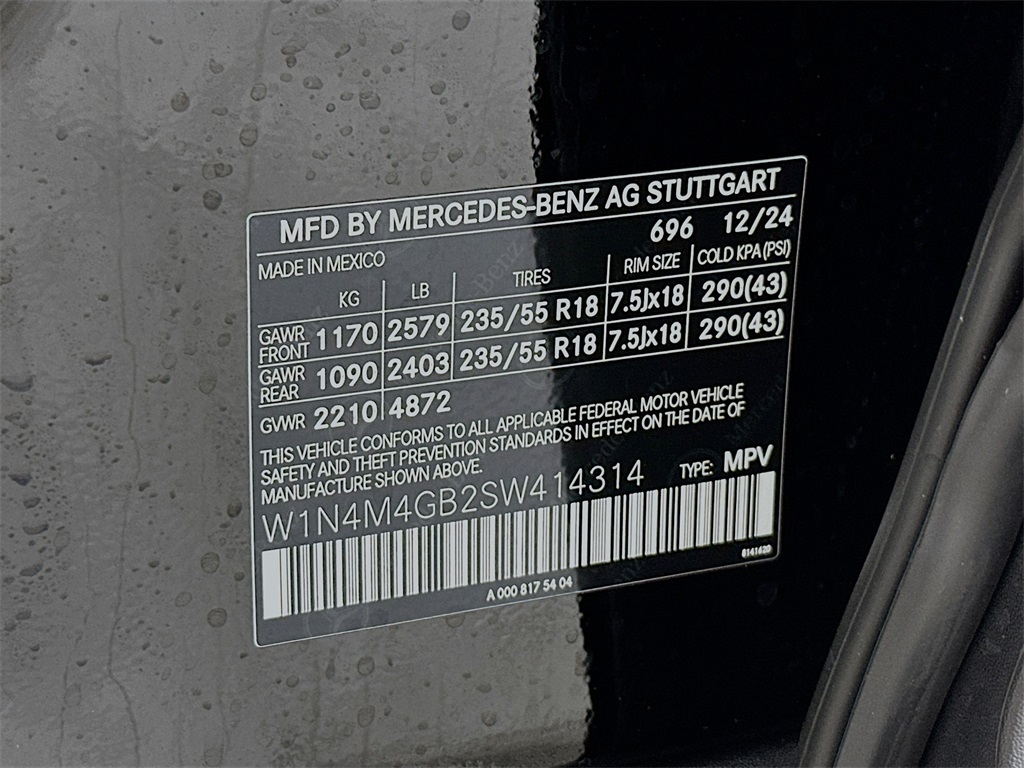 MFD BY MERCEDES-BENZ AG STUTTGART
696 12/24
MADE IN MEXICO
KG LB TIRES RIM SIZE COLD KPA(PSI)
GAWR FRONT 1170 2579 235/55 R18 7.5Jx18 290(43)
GAWR REAR 1090 2403 235/55 R18 7.5Jx18 290(43)
GVWR 2210 4872
THIS VEHICLE CONFORMS TO ALL APPLICABLE FEDERAL MOTOR VEHICLE
SAFETY AND THEFT PREVENTION STANDARDS IN EFFECT ON THE DATE OF
MANUFACTURE SHOWN ABOVE.
W1N4M4GB2SW414314 TYPE: MPV
A 000 817 54 04